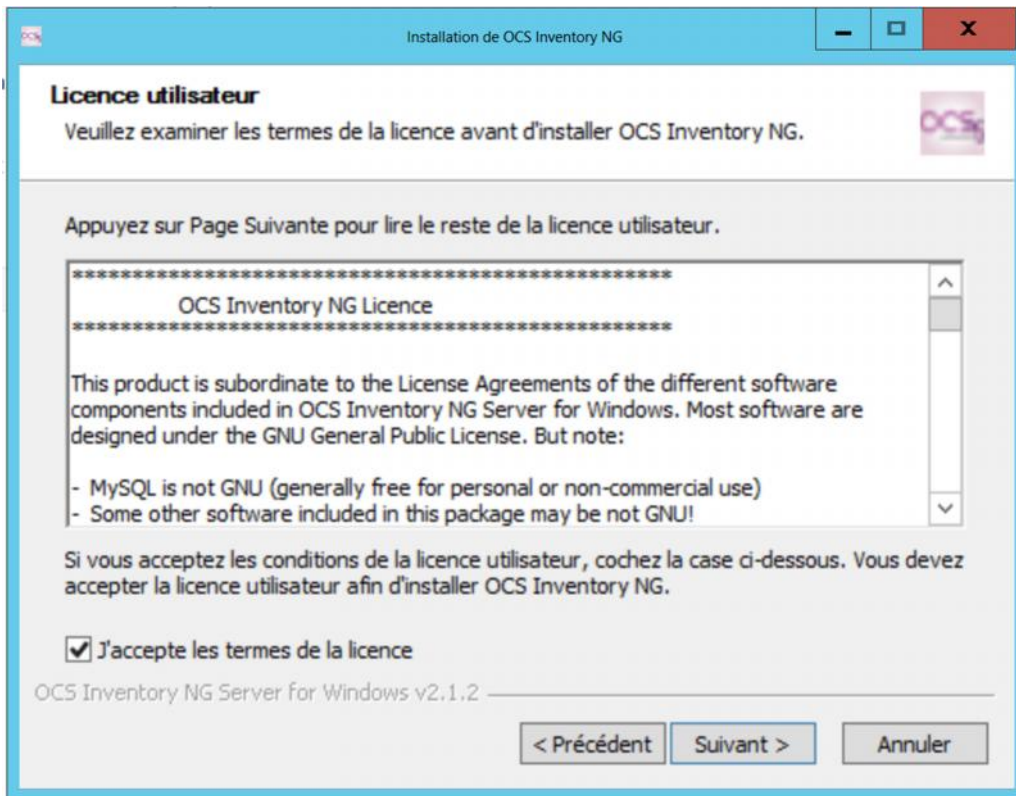 OCS
Installation de OCS Inventory NG
Licence utilisateur
Veuillez examiner les termes de la licence avant d'installer OCS Inventory NG.
OCS
Appuyez sur Page Suivante pour lire le reste de la licence utilisateur.
**************************************************
OCS Inventory NG Licence
**************************************************
This product is subordinate to the License Agreements of the different software
components included in OCS Inventory NG Server for Windows. Most software are
designed under the GNU General Public License. But note:
- MySQL is not GNU (generally free for personal or non-commercial use)
- Some other software included in this package may be not GNU!
Si vous acceptez les conditions de la licence utilisateur, cochez la case ci-dessous. Vous devez
accepter la licence utilisateur afin d'installer OCS Inventory NG.
J'accepte les termes de la licence
OCS Inventory NG Server for Windows v2.1.2
< Précédent
Suivant >
Annuler